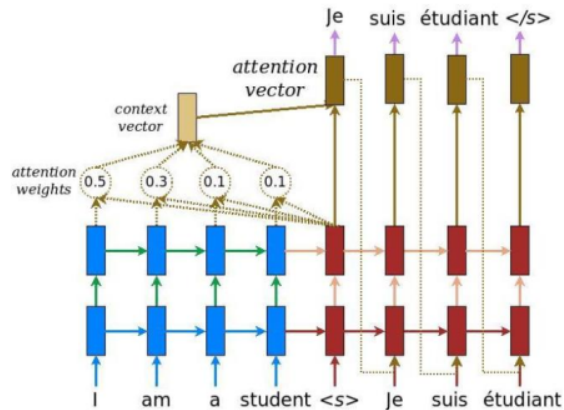 Je suis étudiant </s>
attention
vector
context
vector
attention
weights
0.5 0.3 0.1 0.1
I am a student <s> Je suis étudiant